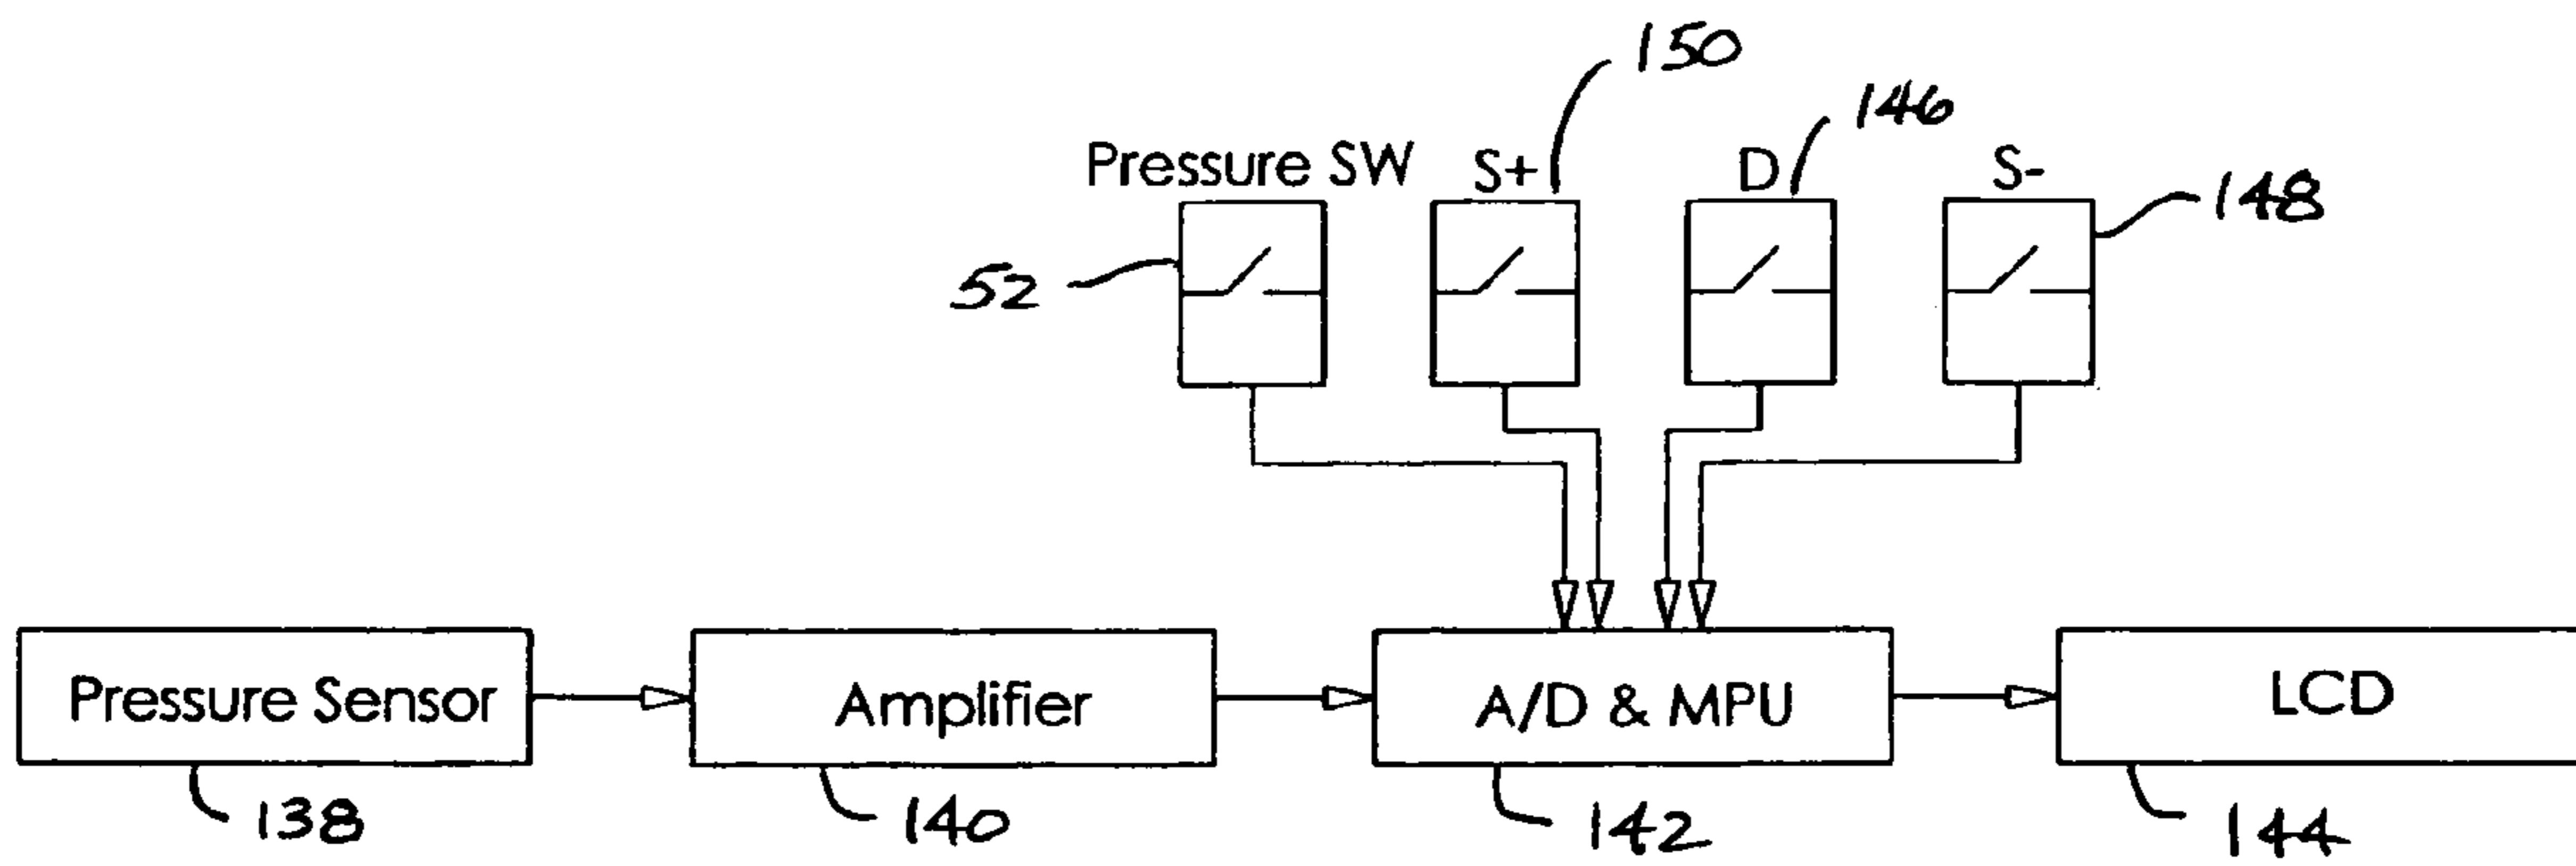 150
146
Pressure SW
S+
D
S-
148
52
Pressure Sensor
Amplifier
A/D & MPU
LCD
138
140
142
144